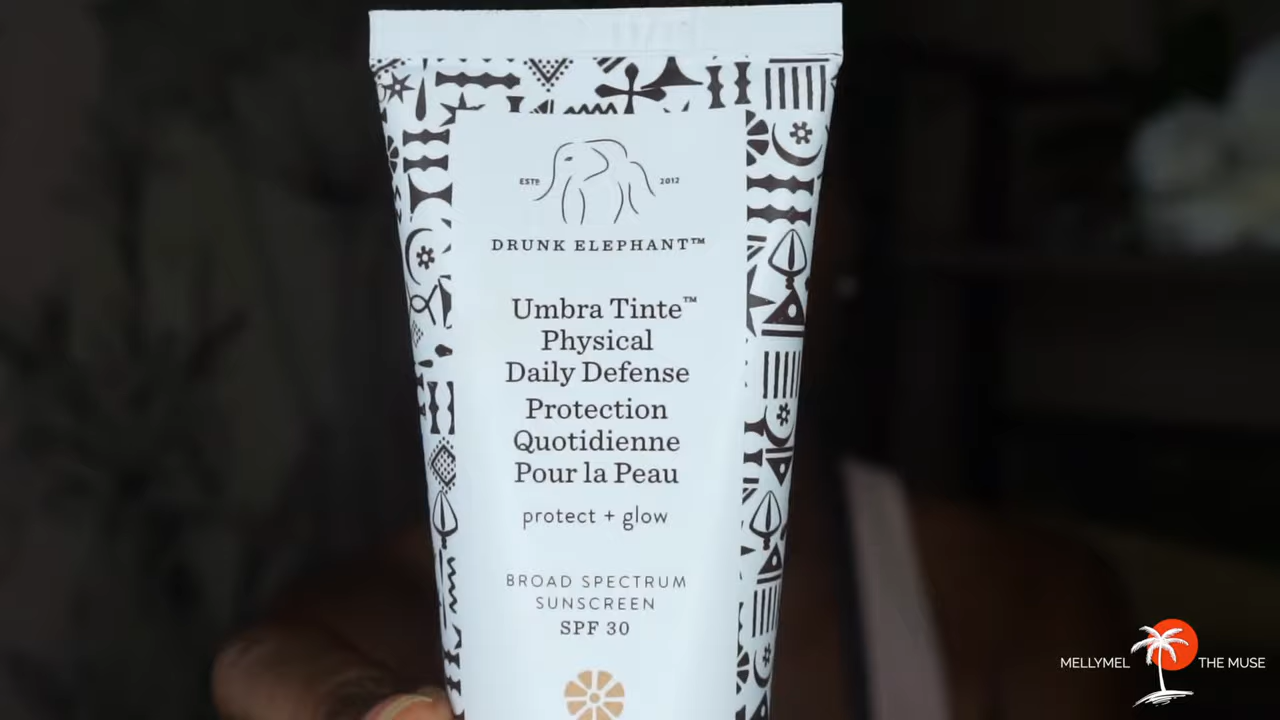 ESTD 2012
DRUNK ELEPHANT™
Umbra Tinte™
Physical
Daily Defense
Protection
Quotidienne
Pour la Peau
protect + glow
BROAD SPECTRUM
SUNSCREEN
SPF 30
MELLYMEL THE MUSE